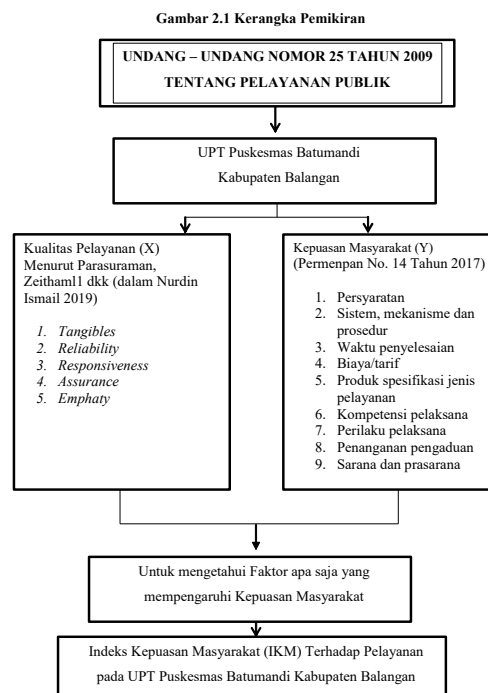 Gambar 2.1 Kerangka Pemikiran
UNDANG – UNDANG NOMOR 25 TAHUN 2009
TENTANG PELAYANAN PUBLIK
UPT Puskesmas Batumandi
Kabupaten Balangan
Kualitas Pelayanan (X)
Menurut Parasuraman,
Zeithaml1 dkk (dalam Nurdin
Ismail 2019)
1. Tangibles
2. Reliability
3. Responsiveness
4. Assurance
5. Emphaty
Kepuasan Masyarakat (Y)
(Permenpan No. 14 Tahun 2017)
1. Persyaratan
2. Sistem, mekanisme dan
prosedur
3. Waktu penyelesaian
4. Biaya/tarif
5. Produk spesifikasi jenis
pelayanan
6. Kompetensi pelaksana
7. Perilaku pelaksana
8. Penanganan pengaduan
9. Sarana dan prasarana
Untuk mengetahui Faktor apa saja yang
mempengaruhi Kepuasan Masyarakat
Indeks Kepuasan Masyarakat (IKM) Terhadap Pelayanan
pada UPT Puskesmas Batumandi Kabupaten Balangan